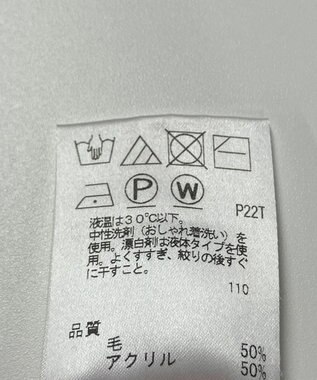 P W P22T
液温は30℃以下。
中性洗剤(おしゃれ着洗い)を
使用。漂白剤は液体タイプを使
用。よくすすぎ、絞りの後すぐ
に干すこと。
110
品質
毛 50%
アクリル 50%